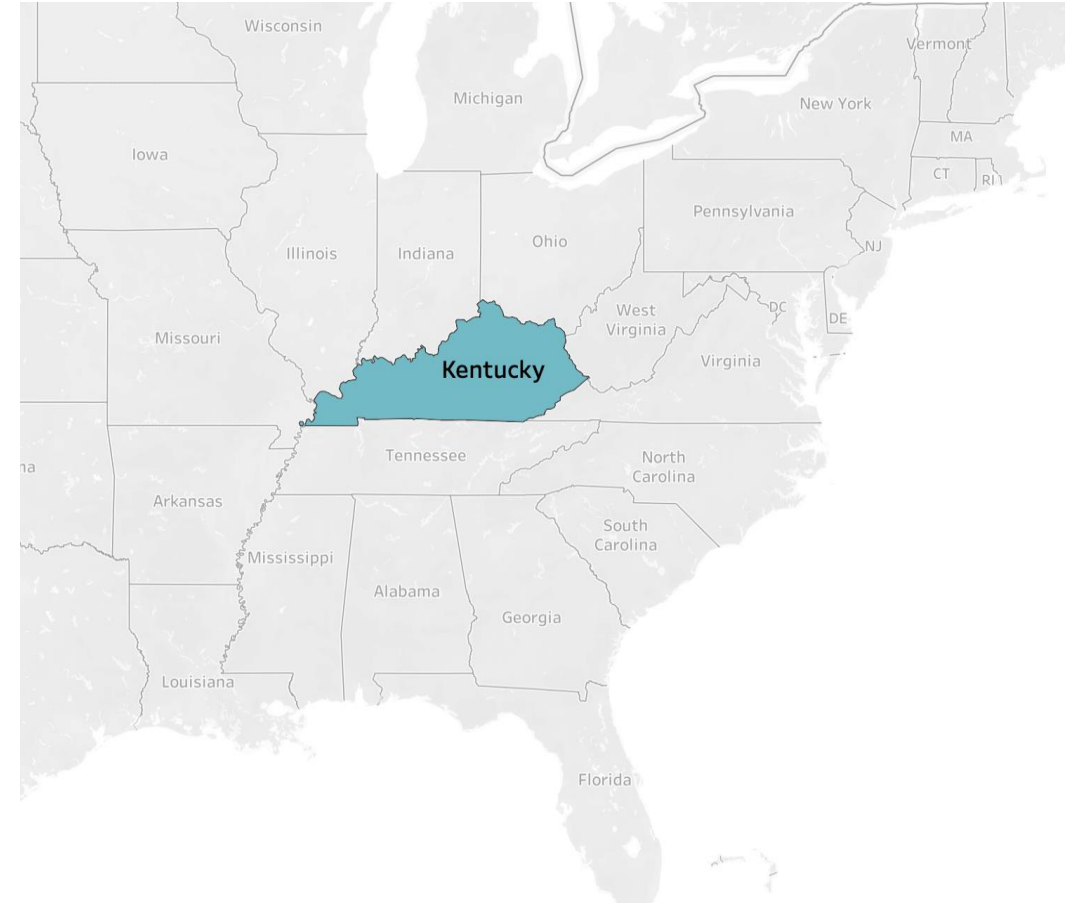 Wisconsin
Vermont
Michigan
New York
MA
Iowa
CT
RI
Pennsylvania
Ohio
Illinois
Indiana
NJ
West
Virginia
DC
DE
Missouri
Virginia
Kentucky
Tennessee
North
Carolina
na
Arkansas
South
Carolina
Mississippi
Alabama
Georgia
Louisiana
Florida